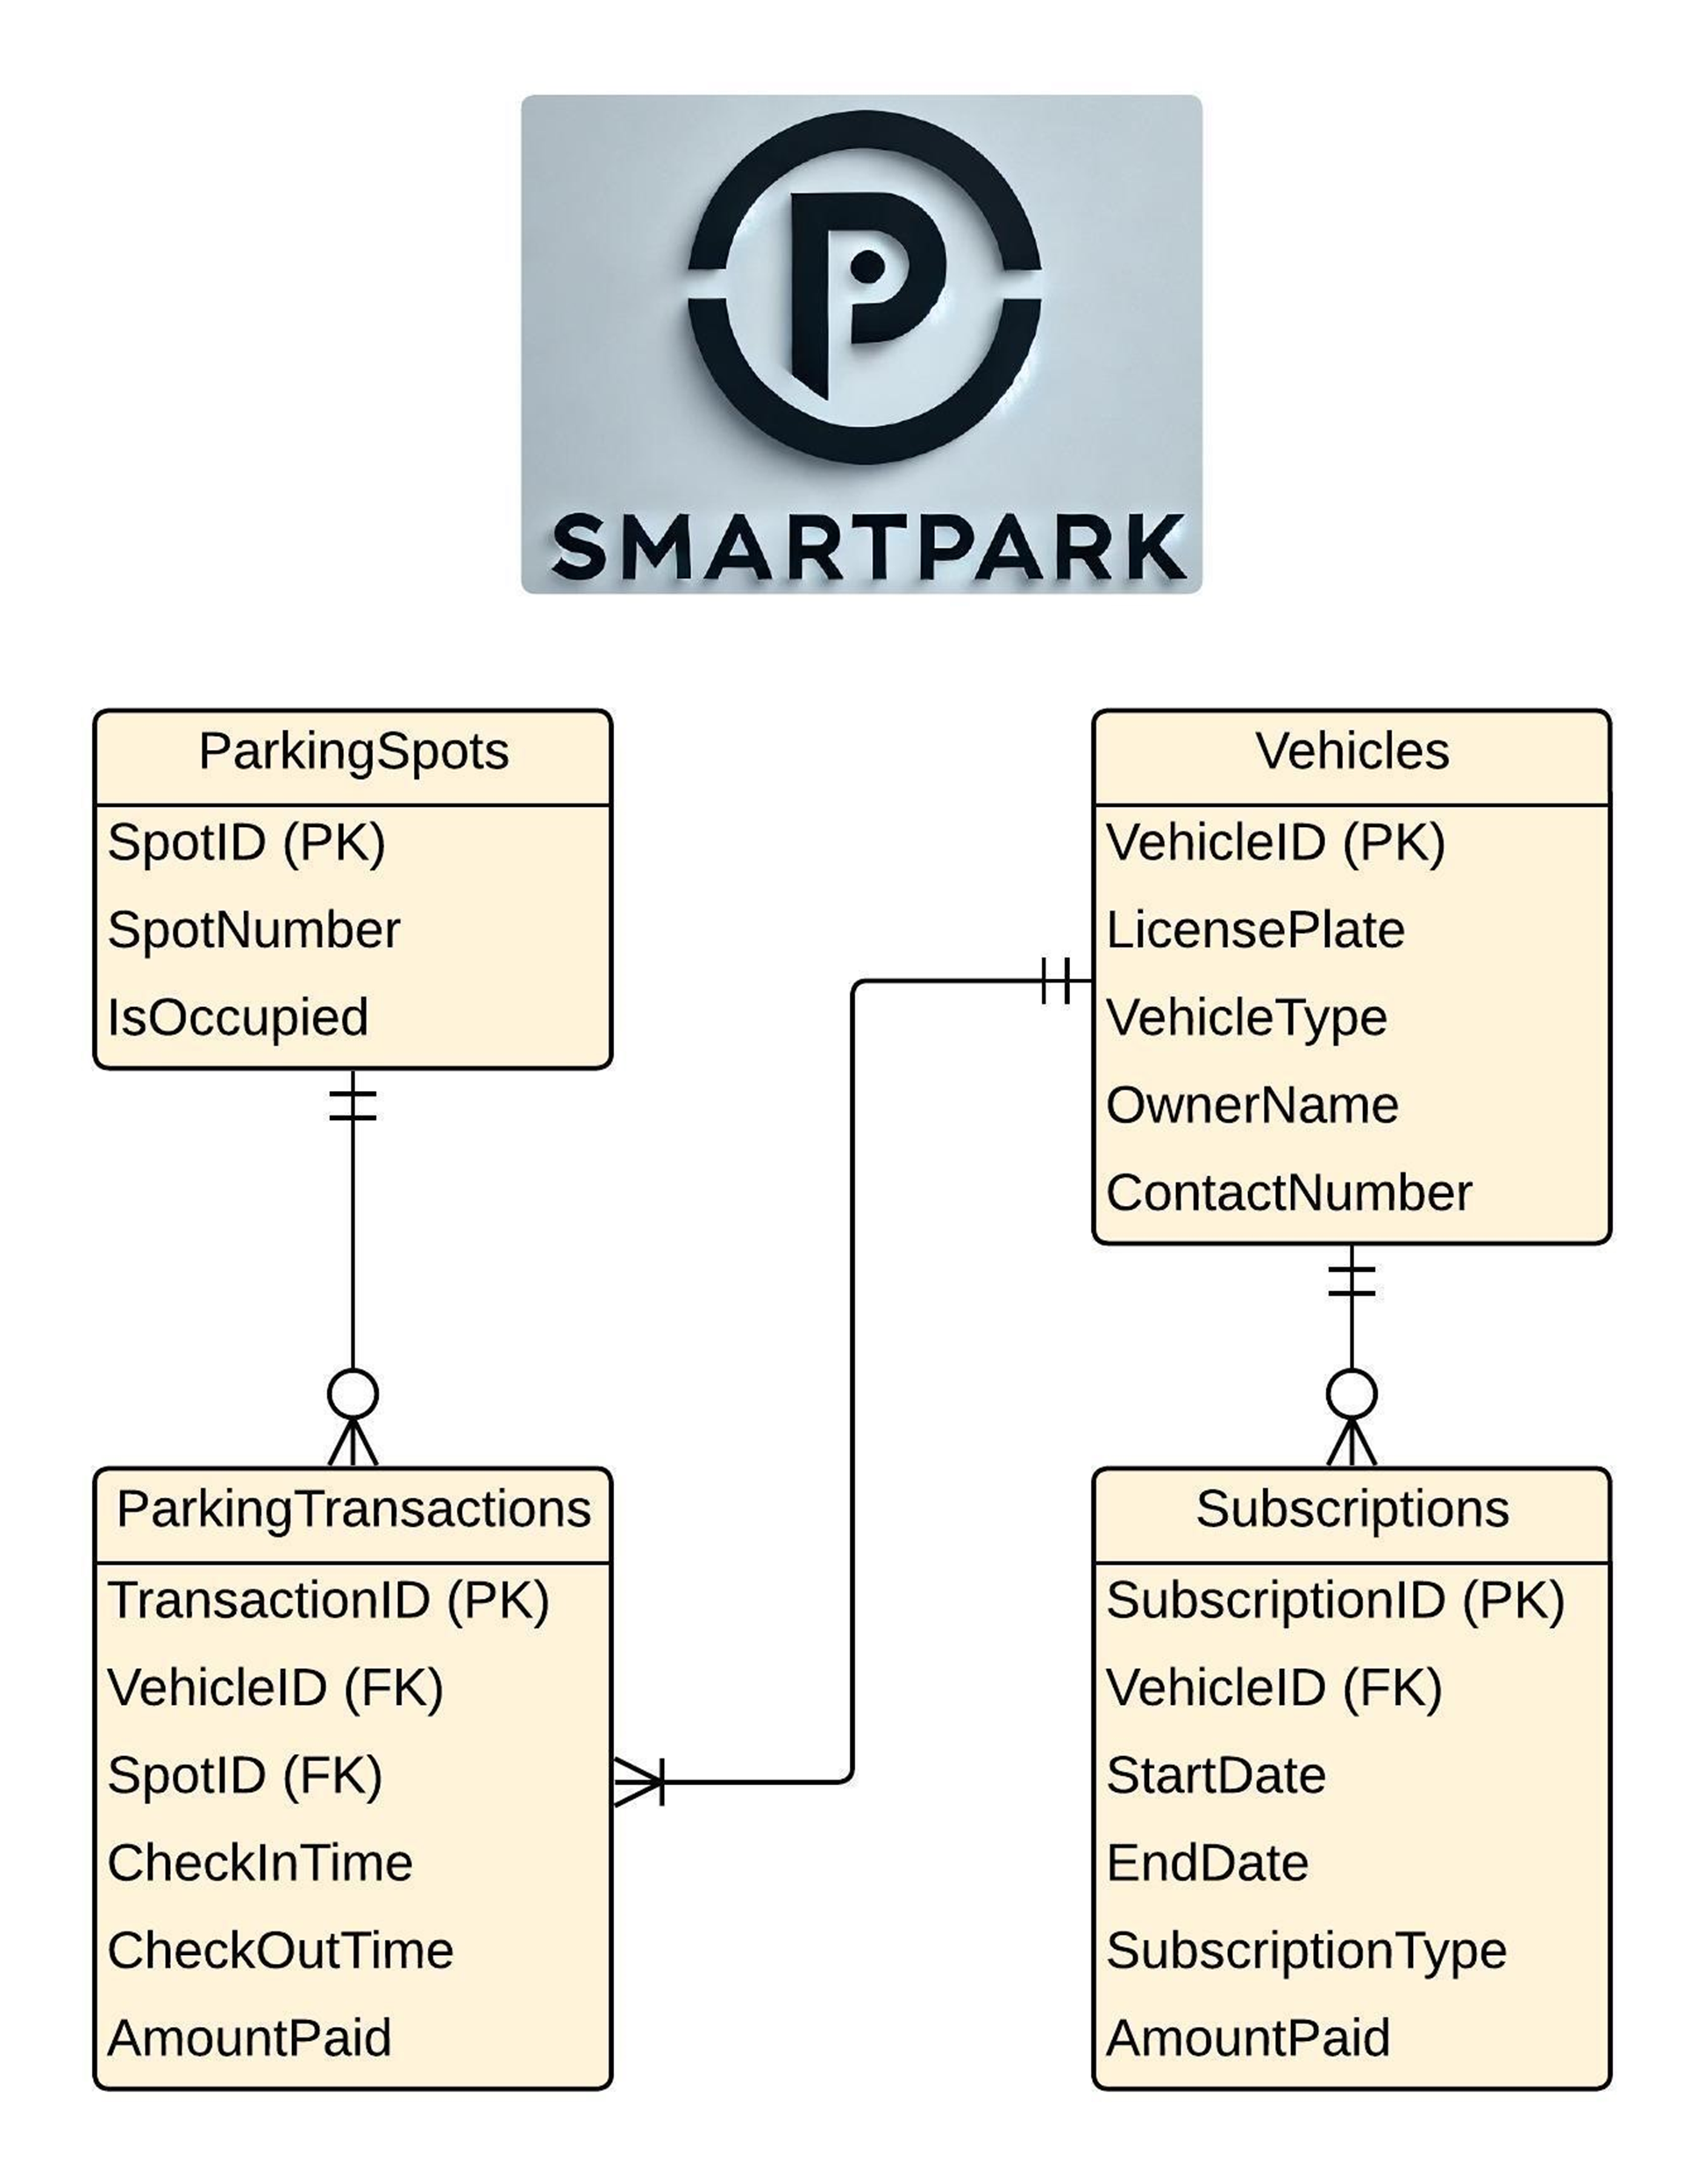 SMARTPARK
ParkingSpots
SpotID (PK)
SpotNumber
IsOccupied
Vehicles
VehicleID (PK)
LicensePlate
VehicleType
OwnerName
ContactNumber
ParkingTransactions
TransactionID (PK)
VehicleID (FK)
SpotID (FK)
CheckInTime
CheckOutTime
AmountPaid
Subscriptions
SubscriptionID (PK)
VehicleID (FK)
StartDate
EndDate
SubscriptionType
AmountPaid